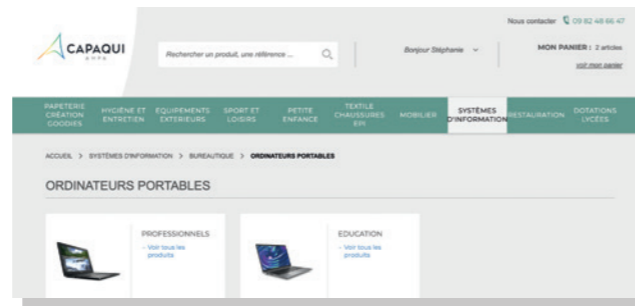 Nous contacter 09 82 48 66 47
CAPAQUI
Rechercher un produit, une référence ...
Bonjour Stéphanie
MON PANIER : 2 articles
voir mon panier
PAPETERIE CRÉATION GOODIES
HYGIÈNE ET ENTRETIEN
EQUIPEMENTS EXTERIEURS
SPORT ET LOISIRS
PETITE ENFANCE
TEXTILE CHAUSSURES EPI
MOBILIER
SYSTÈMES D'INFORMATION
RESTAURATION
DOTATIONS LYCÉES
ACCUEIL > SYSTÈMES D'INFORMATION > BUREAUTIQUE > ORDINATEURS PORTABLES
ORDINATEURS PORTABLES
PROFESSIONNELS
- Voir tous les
produits
EDUCATION
- Voir tous les
produits